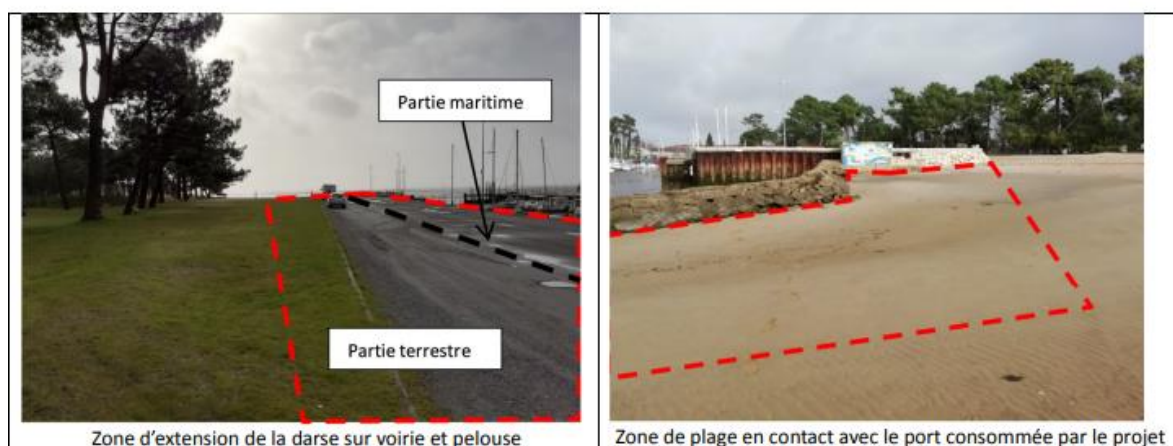 Partie maritime
Partie terrestre
Zone d'extension de la darse sur voirie et pelouse
Zone de plage en contact avec le port consommée par le projet